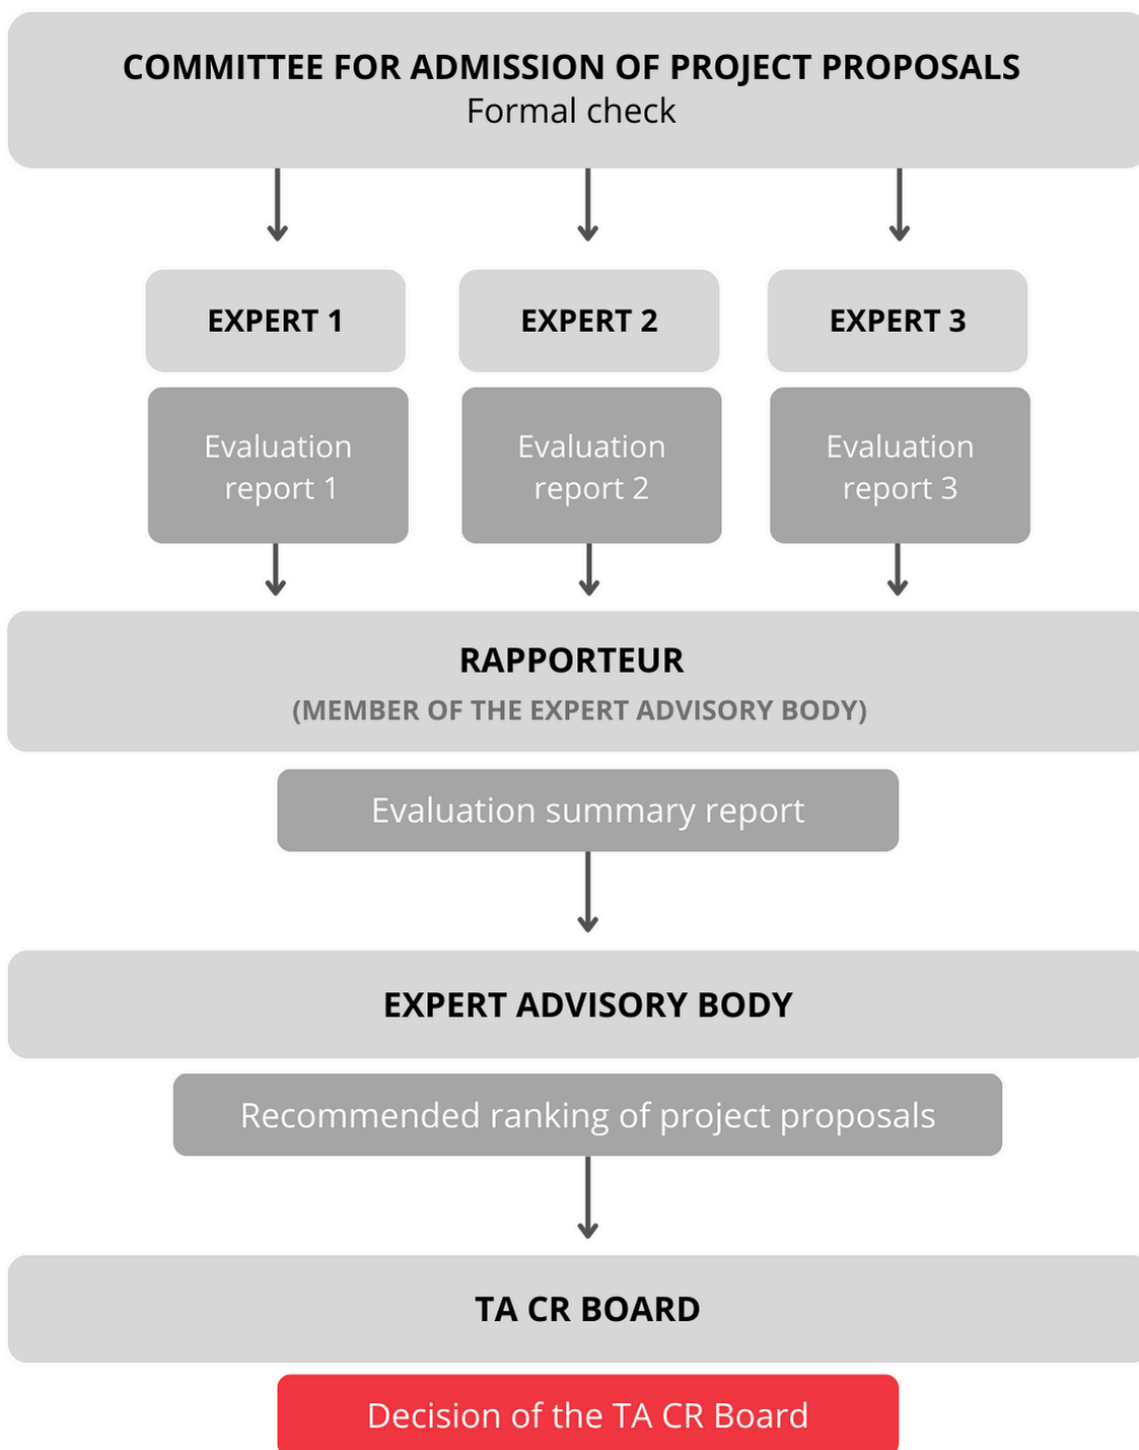 COMMITTEE FOR ADMISSION OF PROJECT PROPOSALS
Formal check
EXPERT 1
EXPERT 2
EXPERT 3
Evaluation
report 1
Evaluation
report 2
Evaluation
report 3
RAPPORTEUR
(MEMBER OF THE EXPERT ADVISORY BODY)
Evaluation summary report
EXPERT ADVISORY BODY
Recommended ranking of project proposals
TA CR BOARD
Decision of the TA CR Board